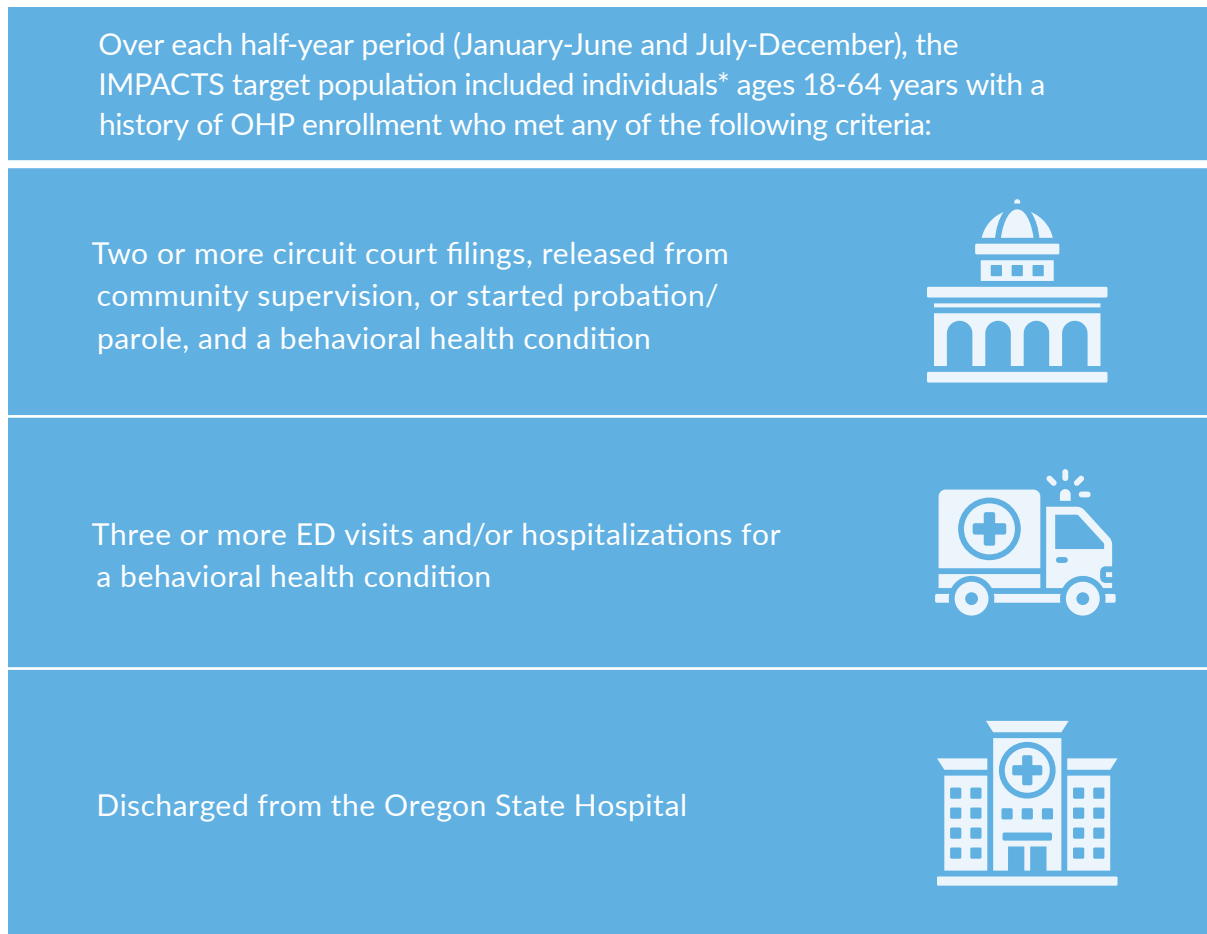 Over each half-year period (January-June and July-December), the
IMPACTS target population included individuals* ages 18-64 years with a
history of OHP enrollment who met any of the following criteria:
Two or more circuit court filings, released from
community supervision, or started probation/
parole, and a behavioral health condition
Three or more ED visits and/or hospitalizations for
a behavioral health condition
Discharged from the Oregon State Hospital